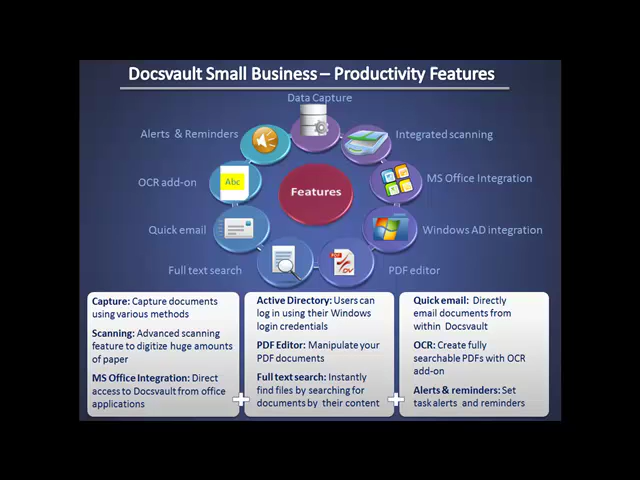 Docsvault Small Business – Productivity Features
Data Capture
Alerts & Reminders
Integrated scanning
OCR add-on
Abc
MS Office Integration
Features
Quick email
Windows AD integration
Full text search
PDF editor
Capture: Capture documents
using various methods
Scanning: Advanced scanning
feature to digitize huge amounts
of paper
MS Office Integration: Direct
access to Docsvault from office
applications
Active Directory: Users can
log in using their Windows
login credentials
PDF Editor: Manipulate your
PDF documents
Full text search: Instantly
find files by searching for
documents by their content
Quick email: Directly
email documents from
within Docsvault
OCR: Create fully
searchable PDFs with OCR
add-on
Alerts & reminders: Set
task alerts and reminders